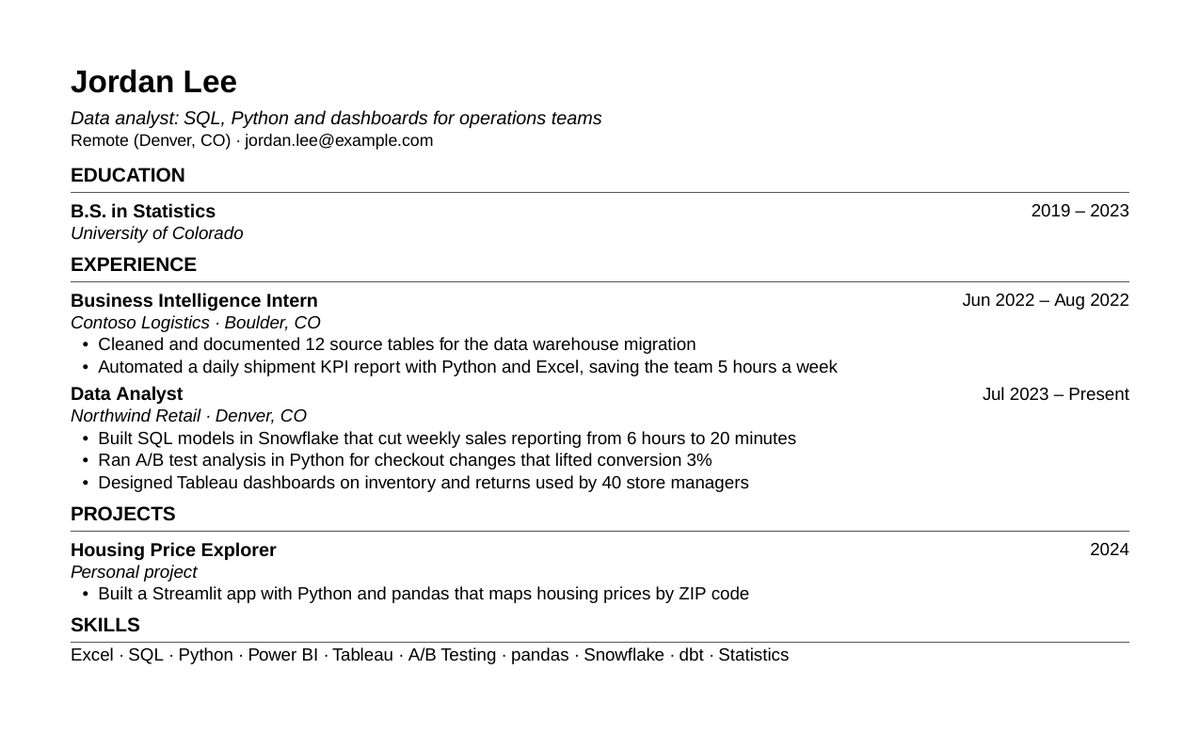 Jordan Lee
Data analyst: SQL, Python and dashboards for operations teams
Remote (Denver, CO) · jordan.lee@example.com
EDUCATION
B.S. in Statistics 2019 – 2023
University of Colorado
EXPERIENCE
Business Intelligence Intern Jun 2022 – Aug 2022
Contoso Logistics · Boulder, CO
• Cleaned and documented 12 source tables for the data warehouse migration
• Automated a daily shipment KPI report with Python and Excel, saving the team 5 hours a week
Data Analyst Jul 2023 – Present
Northwind Retail · Denver, CO
• Built SQL models in Snowflake that cut weekly sales reporting from 6 hours to 20 minutes
• Ran A/B test analysis in Python for checkout changes that lifted conversion 3%
• Designed Tableau dashboards on inventory and returns used by 40 store managers
PROJECTS
Housing Price Explorer 2024
Personal project
• Built a Streamlit app with Python and pandas that maps housing prices by ZIP code
SKILLS
Excel · SQL · Python · Power BI · Tableau · A/B Testing · pandas · Snowflake · dbt · Statistics